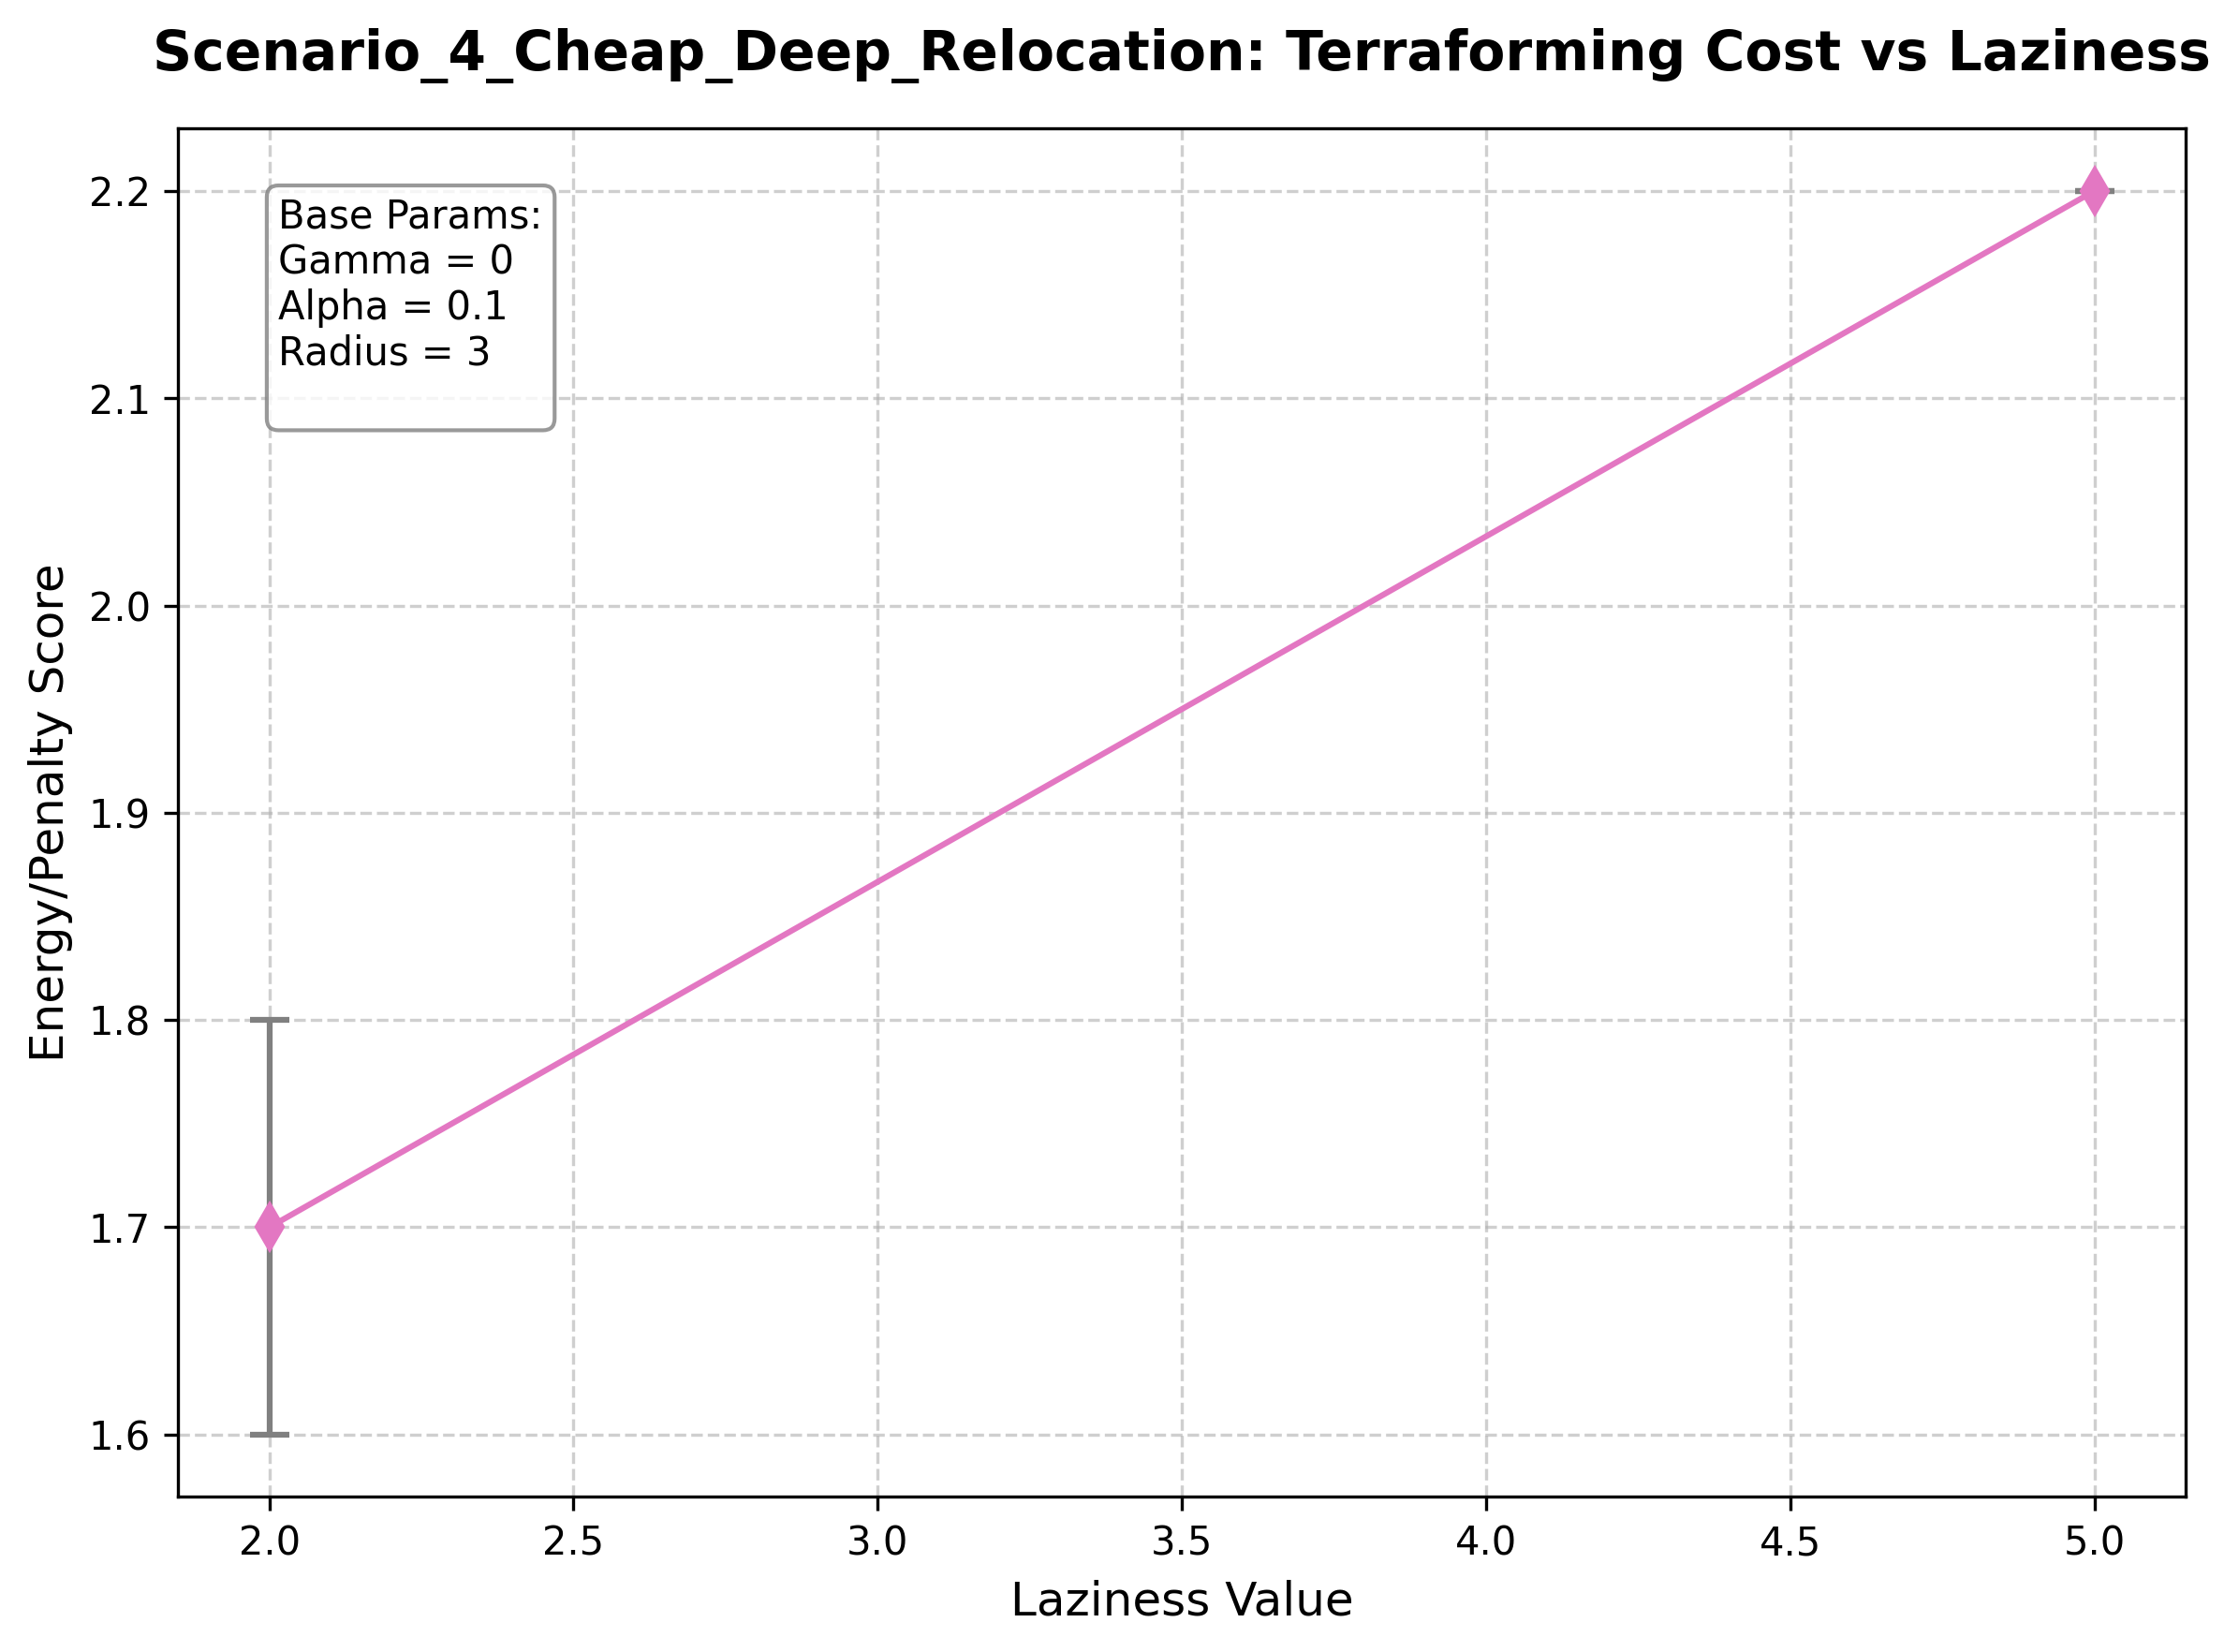 Scenario_4_Cheap_Deep_Relocation: Terraforming Cost vs Laziness
Base Params:
Gamma = 0
Alpha = 0.1
Radius = 3
Energy/Penalty Score
2.2
2.1
2.0
1.9
1.8
1.7
1.6
2.0 2.5 3.0 3.5 4.0 4.5 5.0
Laziness Value